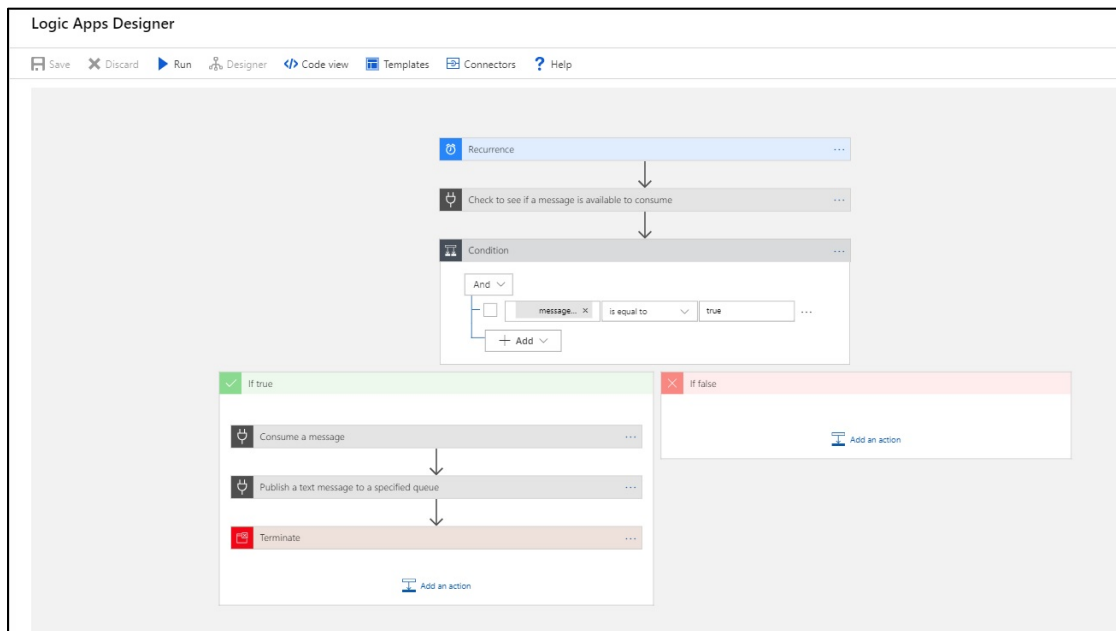 Logic Apps Designer
Save Discard Run Designer </> Code view Templates Connectors ? Help
Recurrence ...
Check to see if a message is available to consume ...
Condition ...
And
message... × is equal to true ...
+ Add
If true
If false
Consume a message ...
Add an action
Publish a text message to a specified queue ...
Terminate ...
Add an action